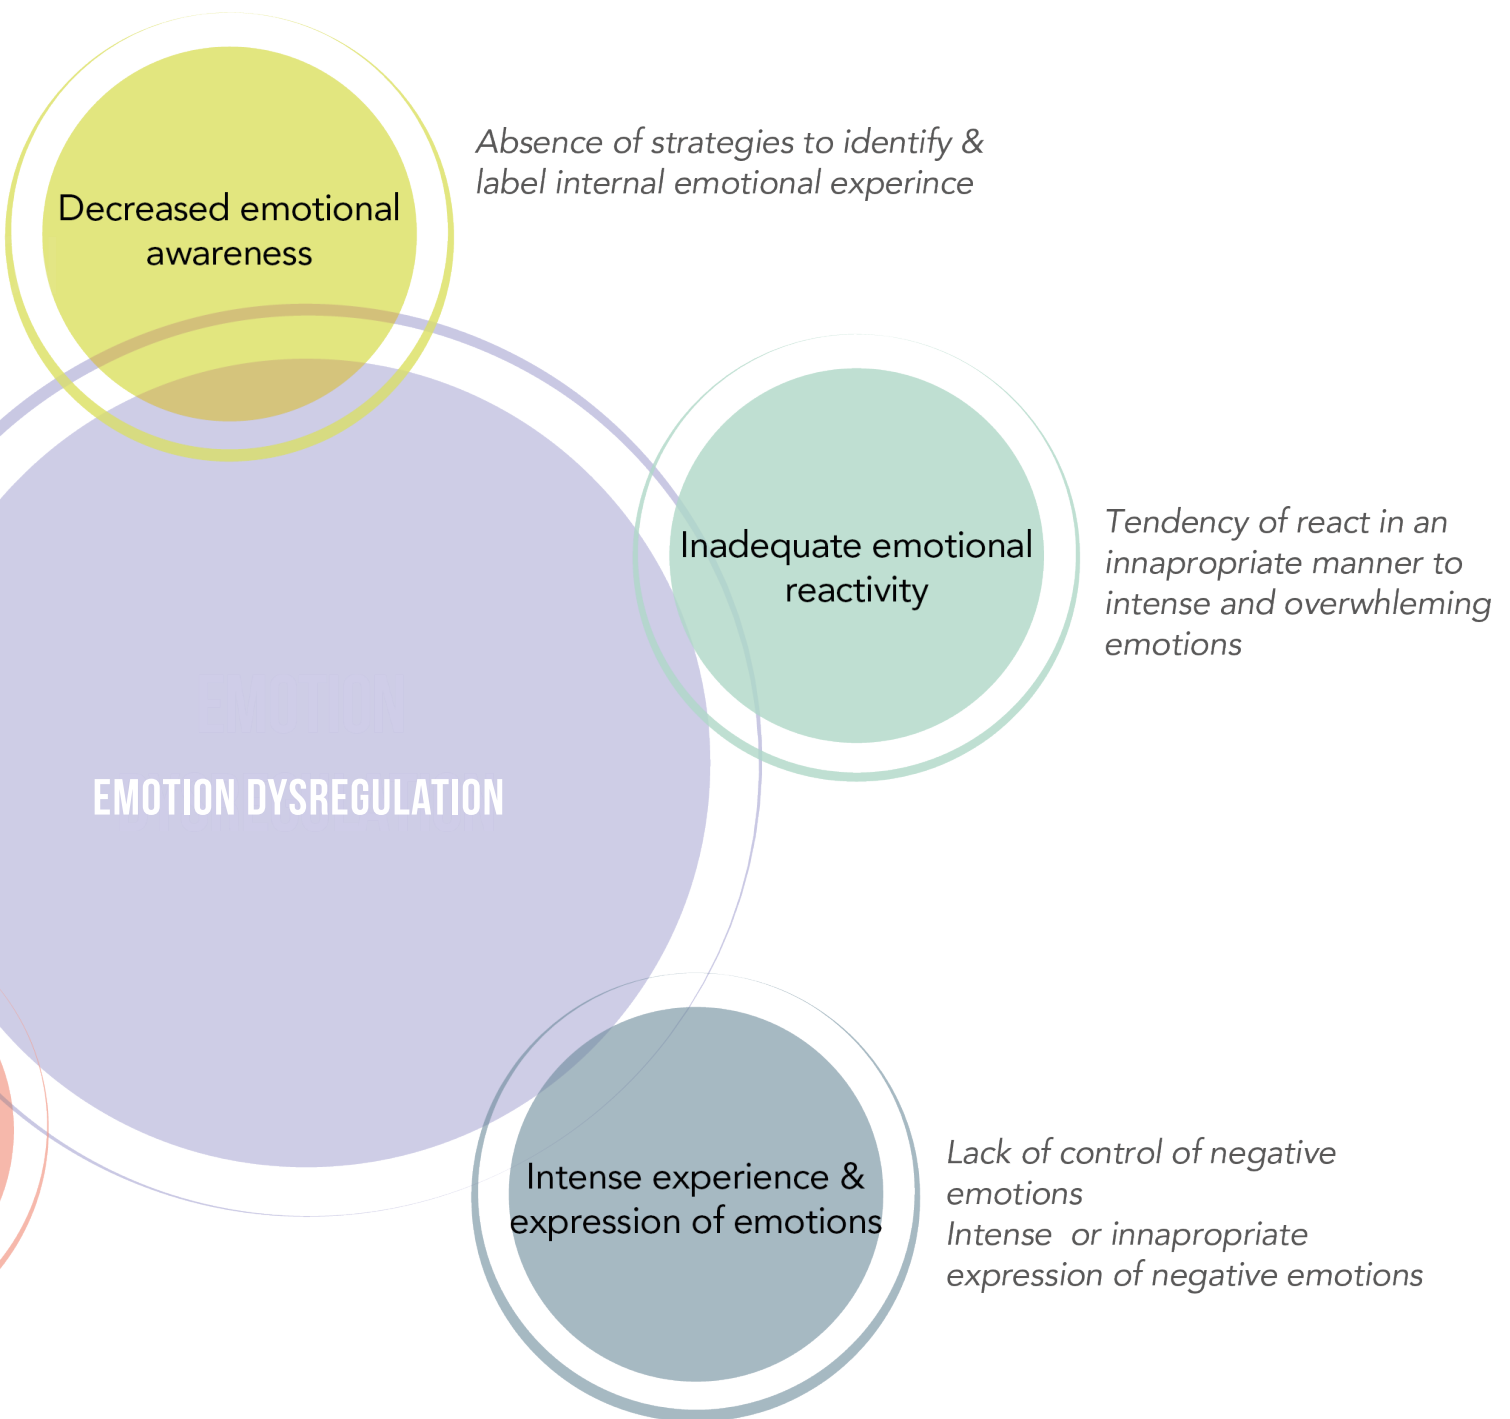 Decreased emotional
awareness
Absence of strategies to identify &
label internal emotional experince
Inadequate emotional
reactivity
Tendency of react in an
innapropriate manner to
intense and overwhleming
emotions
EMOTION
EMOTION DYSREGULATION
Intense experience &
expression of emotions
Lack of control of negative
emotions
Intense or innapropriate
expression of negative emotions